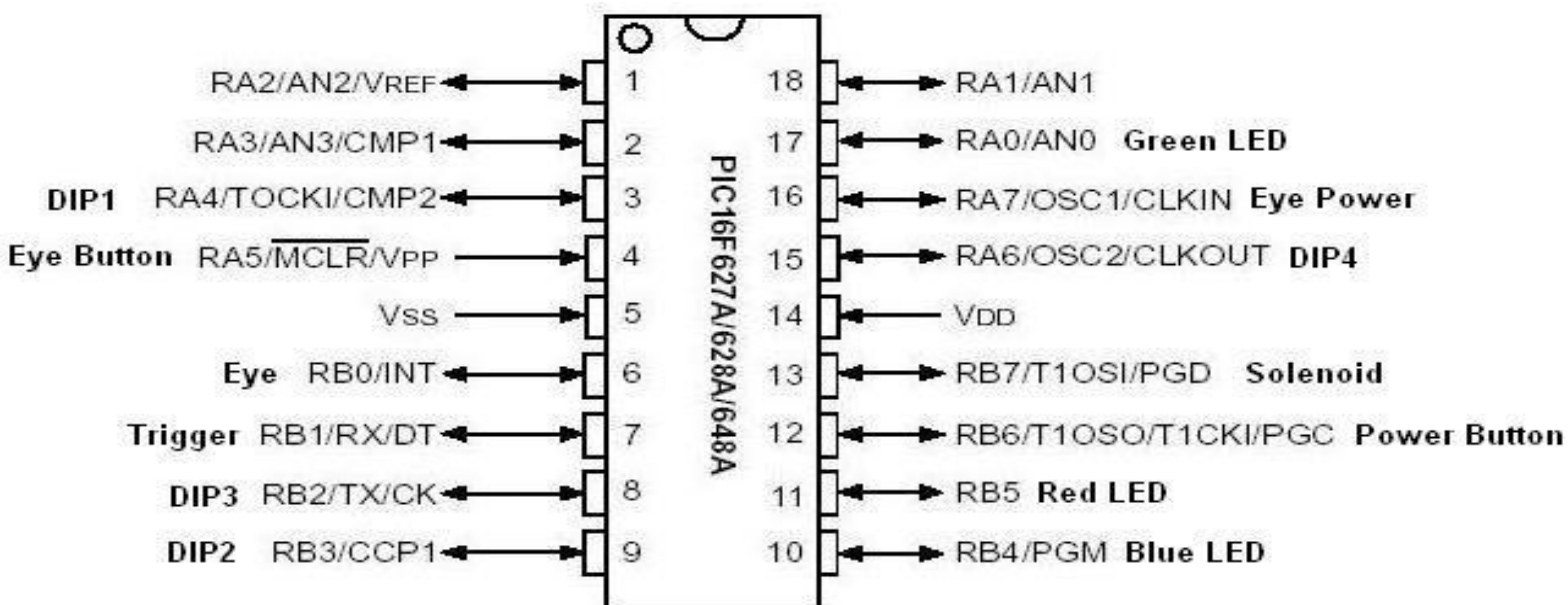 RA2/AN2/VREF 1 18 RA1/AN1
RA3/AN3/CMP1 2 17 RA0/AN0 Green LED
DIP1 RA4/TOCKI/CMP2 3 16 RA7/OSC1/CLKIN Eye Power
Eye Button RA5/MCLR/VPP 4 15 RA6/OSC2/CLKOUT DIP4
VSS 5 14 VDD
Eye RB0/INT 6 13 RB7/T1OSI/PGD Solenoid
Trigger RB1/RX/DT 7 12 RB6/T1OSO/T1CKI/PGC Power Button
DIP3 RB2/TX/CK 8 11 RB5 Red LED
DIP2 RB3/CCP1 9 10 RB4/PGM Blue LED
PIC16F627A/628A/648A